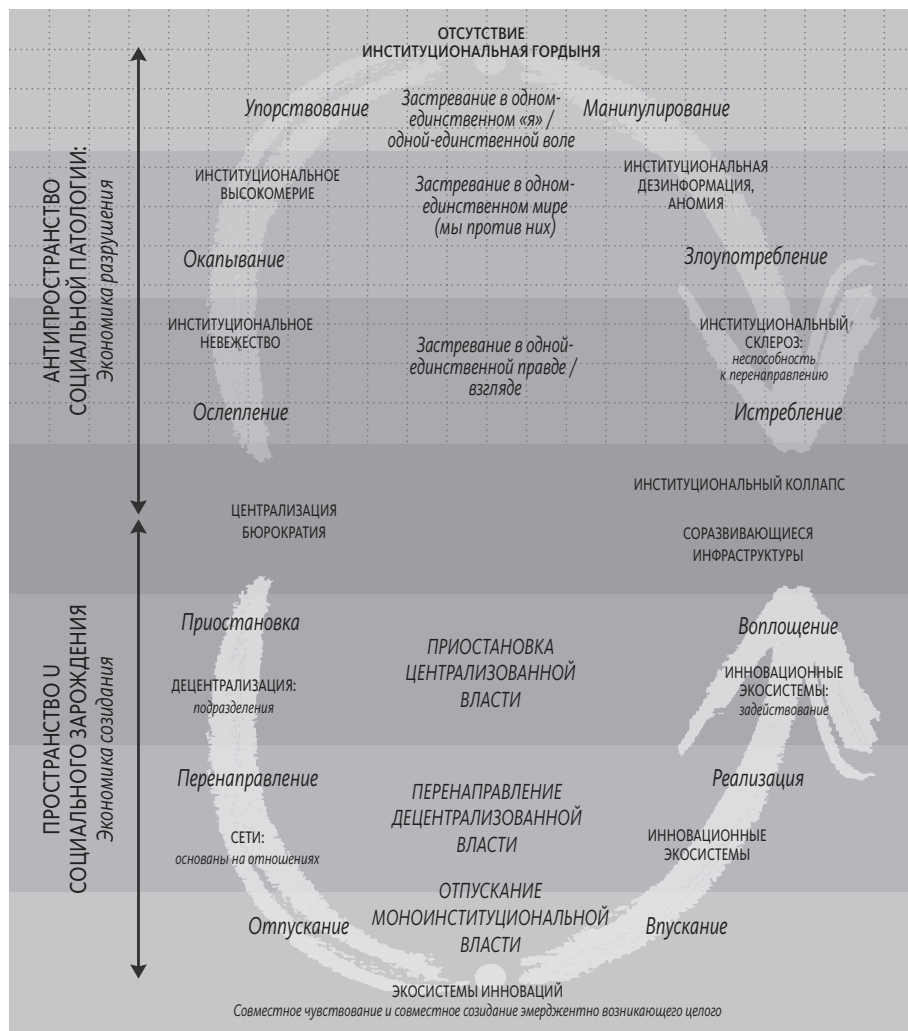 ОТСУТСТВИЕ
ИНСТИТУЦИОНАЛЬНАЯ ГОРДЫНЯ
Упорствование
Застревание в одном-
единственном «я» /
одной-единственной воле
Манипулирование
ИНСТИТУЦИОНАЛЬНОЕ
ВЫСОКОМЕРИЕ
Застревание в одном-
единственном мире
(мы против них)
ИНСТИТУЦИОНАЛЬНАЯ
ДЕЗИНФОРМАЦИЯ,
АНОМИЯ
Окапывание
Злоупотребление
ИНСТИТУЦИОНАЛЬНОЕ
НЕВЕЖЕСТВО
Застревание в одной-
единственной правде /
взгляде
ИНСТИТУЦИОНАЛЬНЫЙ
СКЛЕРОЗ:
неспособность
к перенаправлению
Ослепление
Истребление
АНТИПРОСТРАНСТВО
СОЦИАЛЬНОЙ ПАТОЛОГИИ:
Экономика разрушения
ЦЕНТРАЛИЗАЦИЯ
БЮРОКРАТИЯ
ИНСТИТУЦИОНАЛЬНЫЙ КОЛЛАПС
СОРАЗВИВАЮЩИЕСЯ
ИНФРАСТРУКТУРЫ
ПРОСТРАНСТВО U
СОЦИАЛЬНОГО ЗАРОЖДЕНИЯ
Экономика созидания
Приостановка
ПРИОСТАНОВКА
ЦЕНТРАЛИЗОВАННОЙ
ВЛАСТИ
Воплощение
ДЕЦЕНТРАЛИЗАЦИЯ:
подразделения
ИННОВАЦИОННЫЕ
ЭКОСИСТЕМЫ:
задействование
Перенаправление
ПЕРЕНАПРАВЛЕНИЕ
ДЕЦЕНТРАЛИЗОВАННОЙ
ВЛАСТИ
Реализация
СЕТИ:
основаны на отношениях
ИННОВАЦИОННЫЕ
ЭКОСИСТЕМЫ
Отпускание
ОТПУСКАНИЕ
МОНОИНСТИТУЦИОНАЛЬНОЙ
ВЛАСТИ
Впускание
ЭКОСИСТЕМЫ ИННОВАЦИЙ
Совместное чувствование и совместное созидание эмерджентно возникающего целого